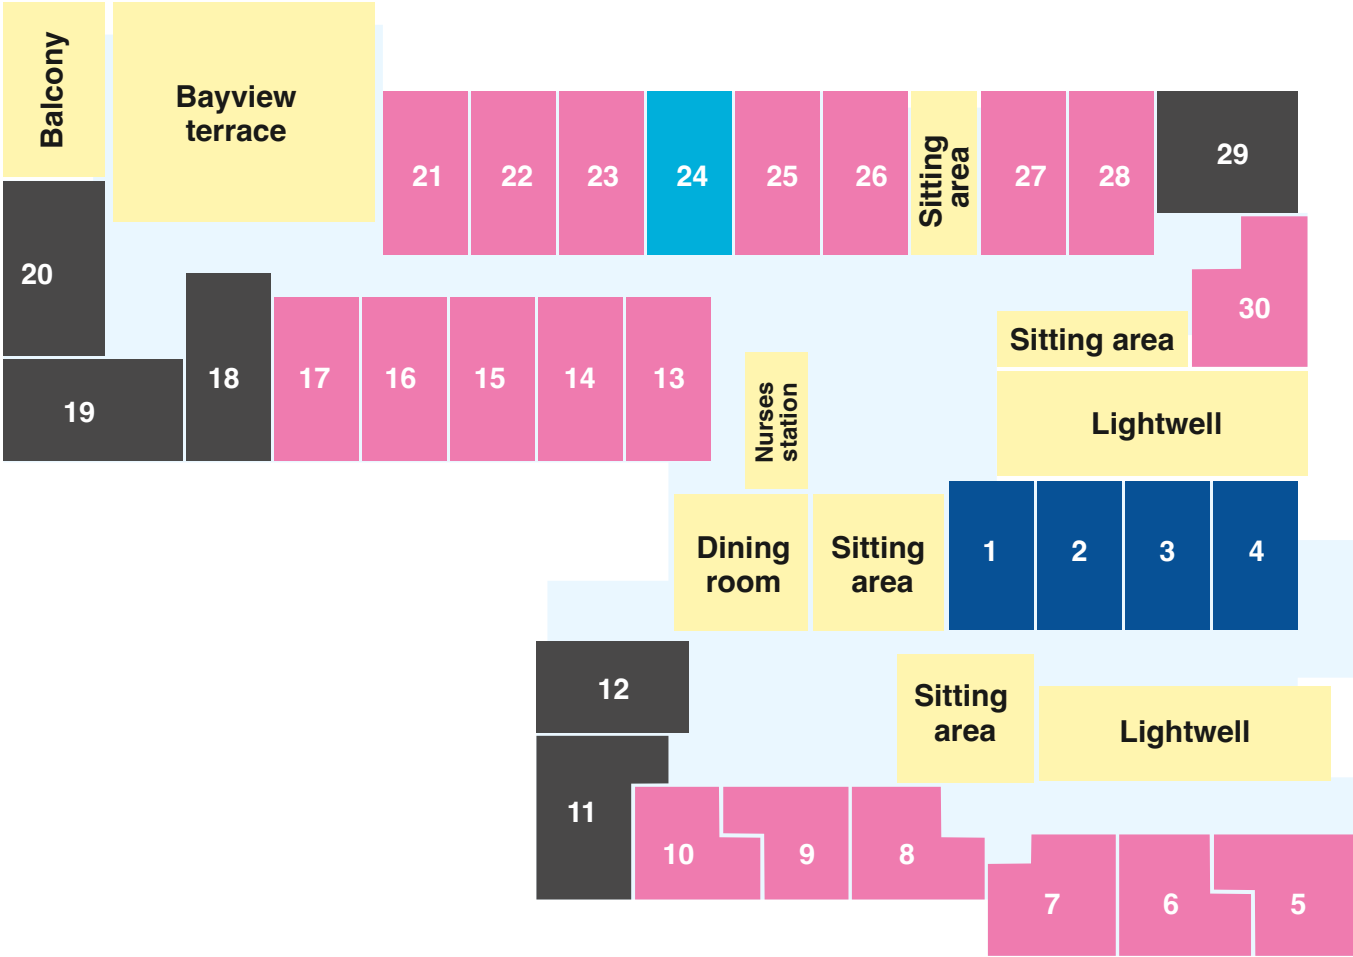 Balcony
Bayview
terrace
21
22
23
24
25
26
Sitting
area
27
28
29
20
30
19
18
17
16
15
14
13
Sitting area
Nurses
station
Lightwell
Dining
room
Sitting
area
1
2
3
4
12
Sitting
area
Lightwell
11
10
9
8
7
6
5